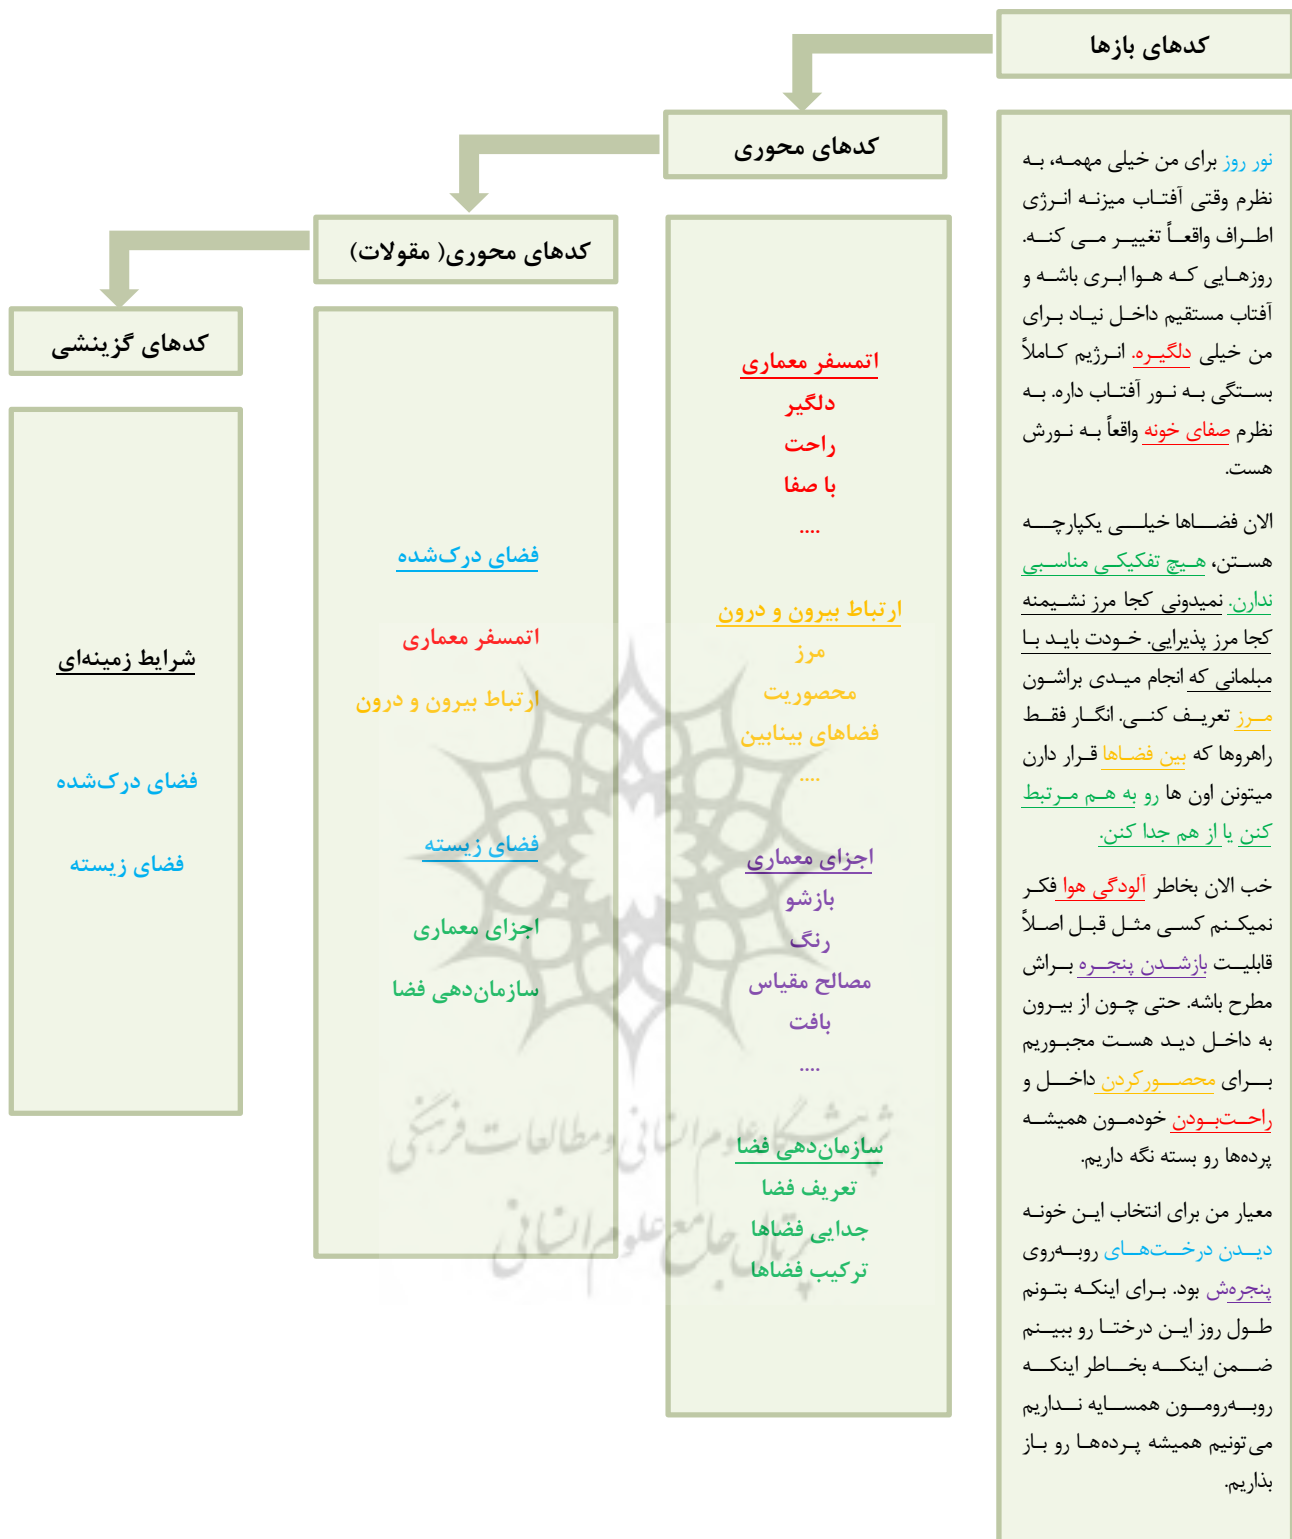 کدهای بازها
نور روز برای من خیلی مهمه، به
نظرم وقتی آفتاب میزنه انرژی
اطراف واقعاً تغییر می کنه.
روزهایی که هوا ابری باشه و
آفتاب مستقیم داخل نیاد برای
من خیلی دلگیره. انرژیم کاملاً
بستگی به نور آفتاب داره. به
نظرم صفای خونه واقعاً به نورش
هست.
الان فضاها خیلی یکپارچه
هستن، هیچ تفکیکی مناسبی
ندارن. نمیدونی کجا مرز نشیمنه
کجا مرز پذیرایی. خودت باید با
مبلمانی که انجام میدی براشون
مرز تعریف کنی. انگار فقط
راهروها که بین فضاها قرار دارن
میتونن اون ها رو به هم مرتبط
کنن یا از هم جدا کنن.
خب الان بخاطر آلودگی هوا فکر
نمیکنم کسی مثل قبل اصلاً
قابلیت بازشدن پنجره براش
مطرح باشه. حتی چون از بیرون
به داخل دید هست مجبوریم
برای محصورکردن داخل و
راحت‌بودن خودمون همیشه
پرده‌ها رو بسته نگه داریم.
معیار من برای انتخاب این خونه
دیدن درخت‌های روبه‌روی
پنجره‌ش بود. برای اینکه بتونم
طول روز این درختا رو ببینم
ضمن اینکه بخاطر اینکه
روبه‌رومون همسایه نداریم
می‌تونیم همیشه پرده‌ها رو باز
بذاریم.
کدهای محوری
اتمسفر معماری
دلگیر
راحت
با صفا
....
ارتباط بیرون و درون
مرز
محصوریت
فضاهای بینابین
....
اجزای معماری
بازشو
رنگ
مصالح مقیاس
بافت
....
سازمان‌دهی فضا
تعریف فضا
جدایی فضاها
ترکیب فضاها
کدهای محوری( مقولات)
فضای درک‌شده
اتمسفر معماری
ارتباط بیرون و درون
فضای زیسته
اجزای معماری
سازمان‌دهی فضا
کدهای گزینشی
شرایط زمینه‌ای
فضای درک‌شده
فضای زیسته
پژوهشگاه علوم انسانی و مطالعات فرهنگی
پرتال جامع علوم انسانی